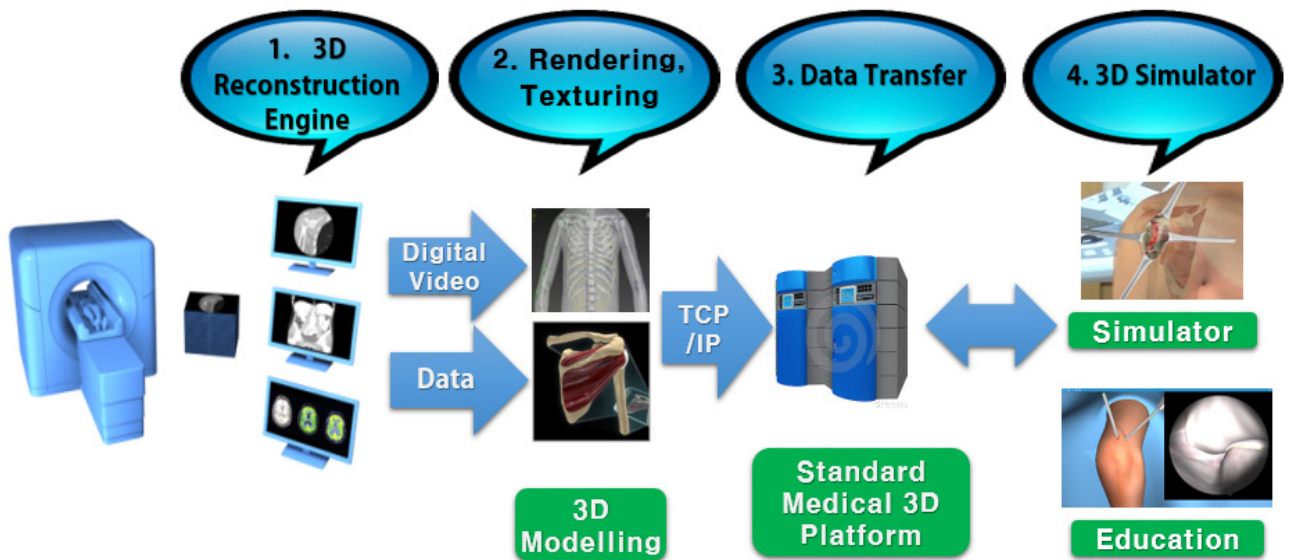 1. 3D
Reconstruction
Engine
2. Rendering,
Texturing
3. Data Transfer
4. 3D Simulator
Digital
Video
Data
TCP
/IP
Simulator
3D
Modelling
Standard
Medical 3D
Platform
Education